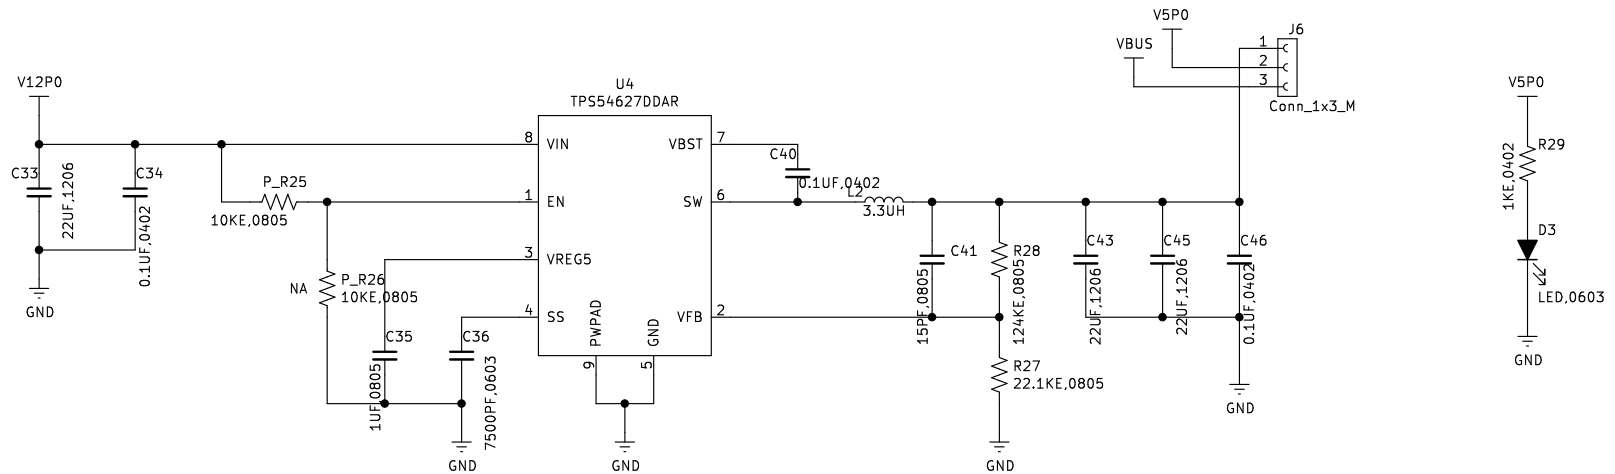 V12P0
C33
22UF,1206
C34
0.1UF,0402
GND
P_R25
10KE,0805
NA
P_R26
10KE,0805
C35
1UF,0805
C36
7500PF,0603
GND
U4
TPS54627DDAR
8 VIN
1 EN
3 VREG5
4 SS
PWPAD
9
GND
5
VBST 7
SW 6
VFB 2
GND
C40
0.1UF,0402
L2
3.3UH
C41
15PF,0805
R28
124KE,0805
R27
22.1KE,0805
GND
C43
22UF,1206
C45
22UF,1206
C46
0.1UF,0402
GND
V5P0
VBUS
J6
1
2
3
Conn_1x3_M
V5P0
R29
1KE,0402
D3
LED,0603
GND